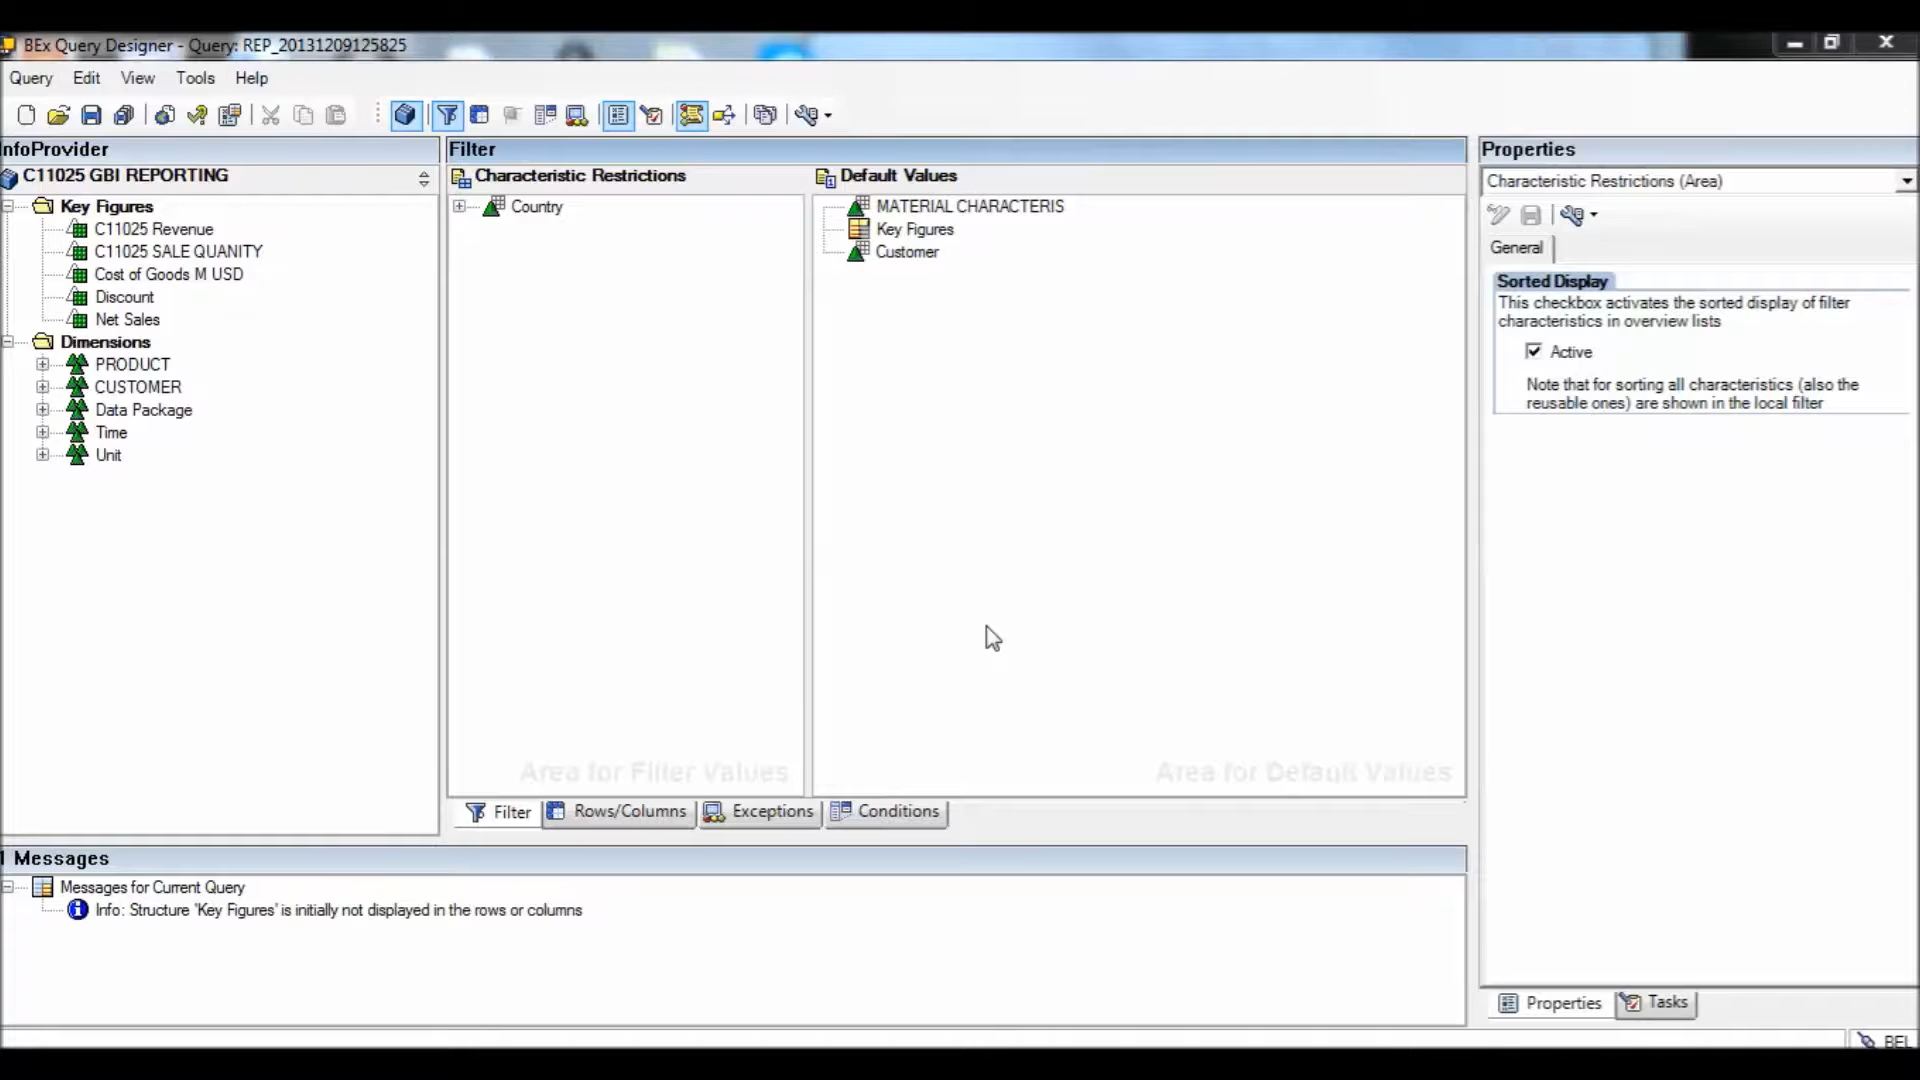 BEx Query Designer - Query: REP_20131209125825
Query Edit View Tools Help
InfoProvider
C11025 GBI REPORTING
Key Figures
C11025 Revenue
C11025 SALE QUANITY
Cost of Goods M USD
Discount
Net Sales
Dimensions
PRODUCT
CUSTOMER
Data Package
Time
Unit
Filter
Characteristic Restrictions
Country
Area for Filter Values
Default Values
MATERIAL CHARACTERIS
Key Figures
Customer
Area for Default Values
Filter Rows/Columns Exceptions Conditions
Properties
Characteristic Restrictions (Area)
General
Sorted Display
This checkbox activates the sorted display of filter
characteristics in overview lists
Active
Note that for sorting all characteristics (also the
reusable ones) are shown in the local filter
Properties Tasks
1 Messages
Messages for Current Query
Info: Structure 'Key Figures' is initially not displayed in the rows or columns
BEL